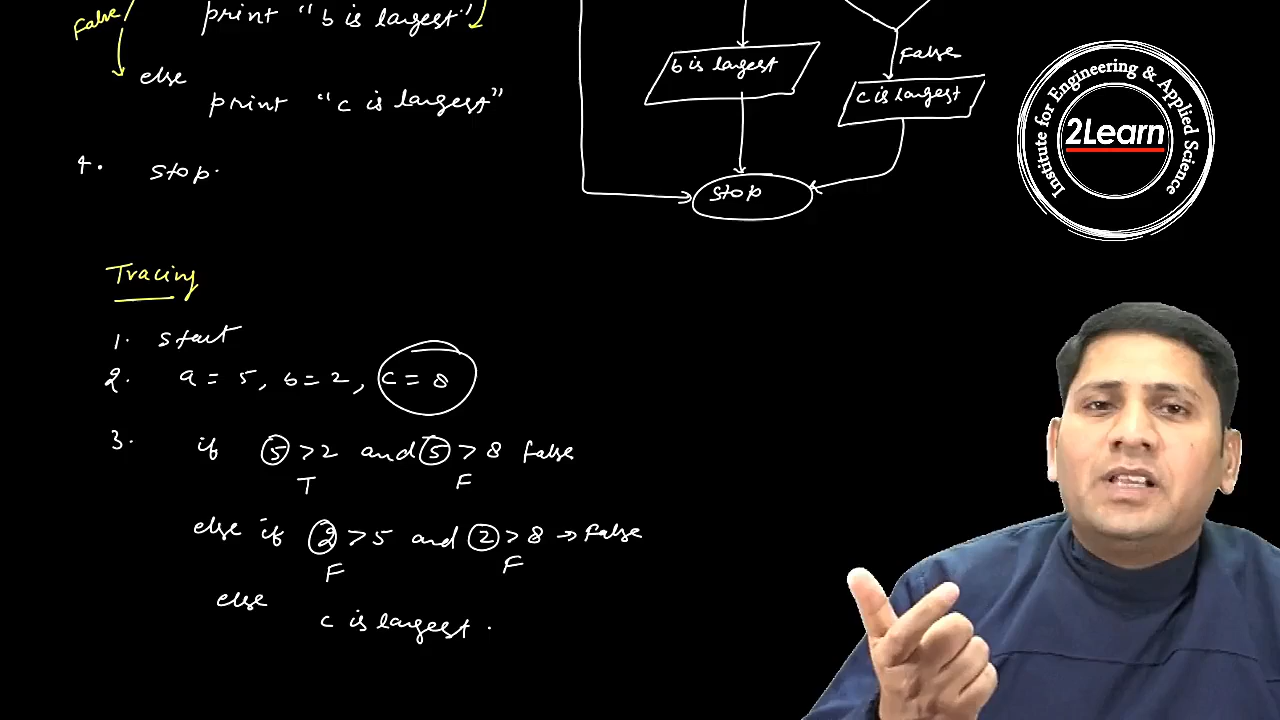 False
print "b is largest"
else
print "c is largest"
4. stop.
b is largest
False
c is largest
stop
Institute for Engineering & Applied Science
2Learn
Tracing
1. start
2. a = 5, b = 2, c = 8
3. if 5 > 2 and 5 > 8 False
T F
else if 2 > 5 and 2 > 8 → False
F F
else
c is largest.